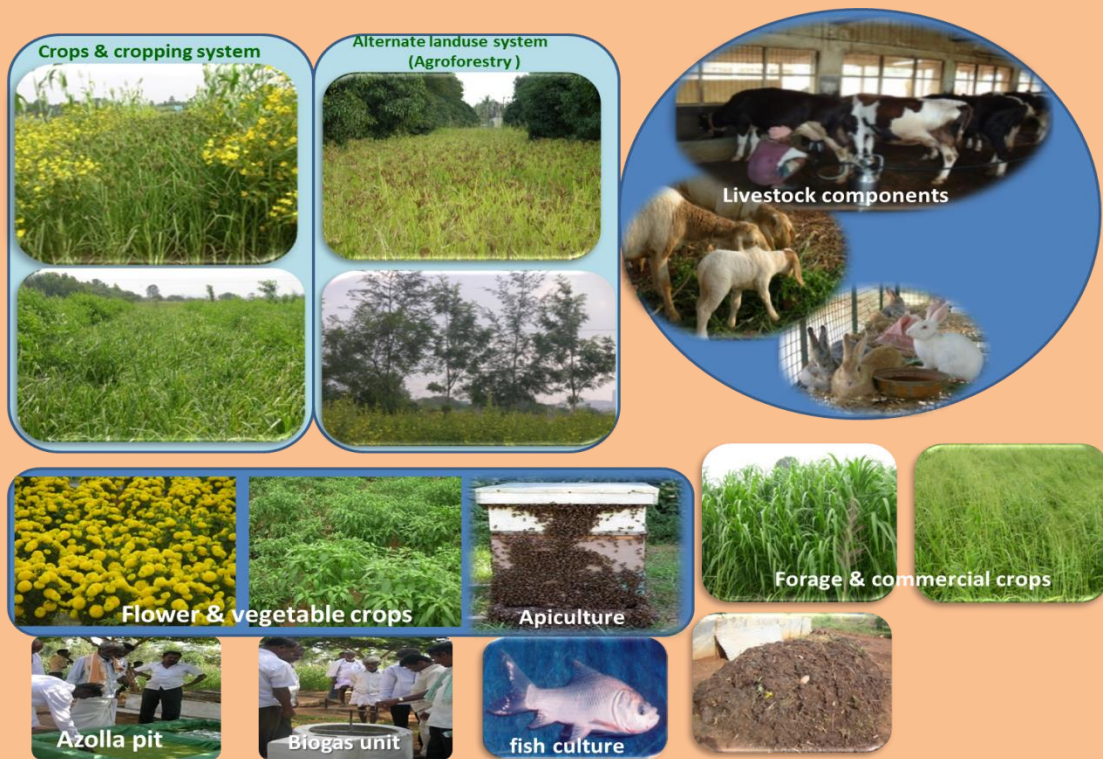 Crops & cropping system
Alternate landuse system
(Agroforestry )
Livestock components
Forage & commercial crops
Flower & vegetable crops
Apiculture
Azolla pit
Biogas unit
fish culture